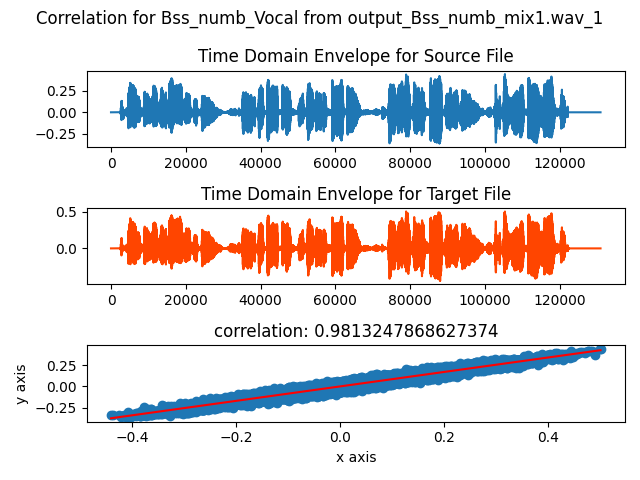 Correlation for Bss_numb_Vocal from output_Bss_numb_mix1.wav_1
Time Domain Envelope for Source File
0.25
0.00
−0.25
0 20000 40000 60000 80000 100000 120000
Time Domain Envelope for Target File
0.5
0.0
0 20000 40000 60000 80000 100000 120000
correlation: 0.9813247868627374
y axis
0.25
0.00
−0.25
−0.4 −0.2 0.0 0.2 0.4
x axis